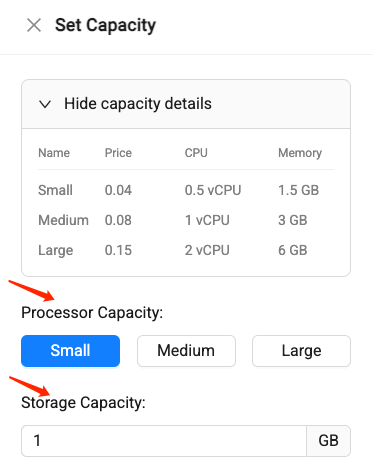 Set Capacity
Hide capacity details
Name Price CPU Memory
Small 0.04 0.5 vCPU 1.5 GB
Medium 0.08 1 vCPU 3 GB
Large 0.15 2 vCPU 6 GB
Processor Capacity:
Small Medium Large
Storage Capacity:
1 GB